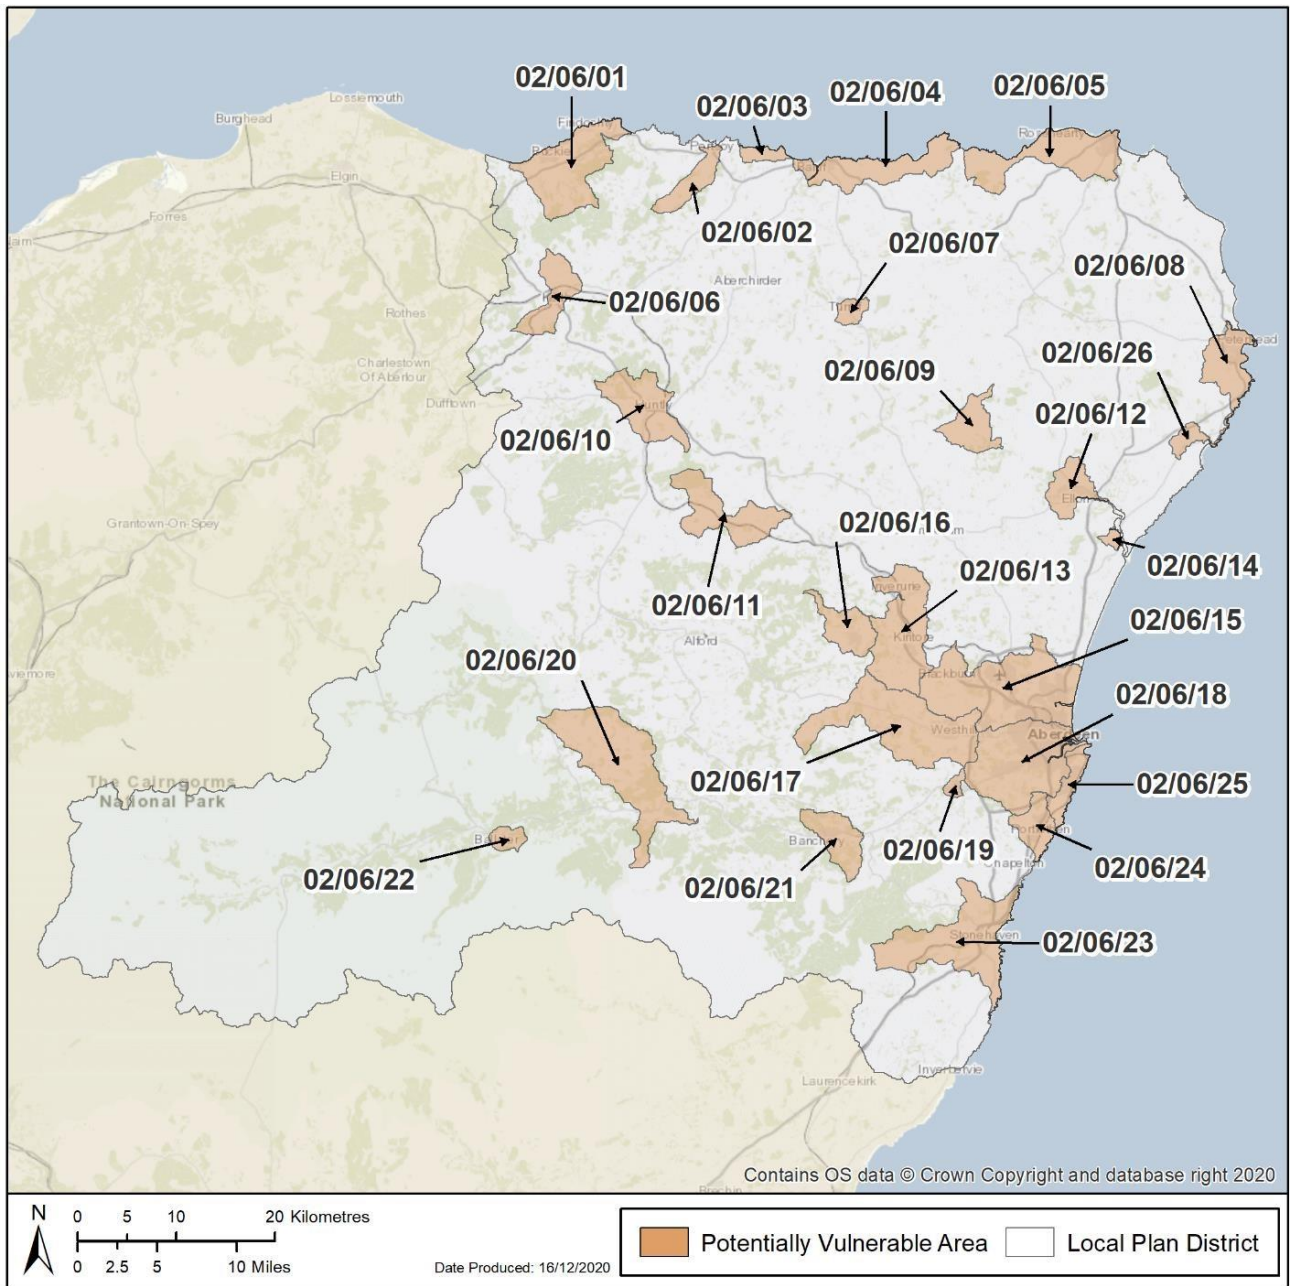 02/06/01
02/06/03
02/06/04
02/06/05
Lossiemouth
Burghead
Elgin
Forres
02/06/02
02/06/07
02/06/08
Aberchirder
02/06/06
Rothes
Charlestown
Of Aberlour
Dufftown
02/06/09
02/06/26
02/06/12
02/06/10
Grantown-On-Spey
02/06/16
02/06/14
02/06/13
02/06/11
Alford
Kintore
02/06/15
02/06/20
02/06/18
Aberdeen
The Cairngorms
National Park
02/06/17
02/06/25
02/06/22
02/06/21
02/06/19
02/06/24
Chapelton
Stonehaven
02/06/23
Inverbervie
Laurencekirk
Contains OS data © Crown Copyright and database right 2020
N
0 5 10 20 Kilometres
0 2.5 5 10 Miles
Date Produced: 16/12/2020
Potentially Vulnerable Area
Local Plan District